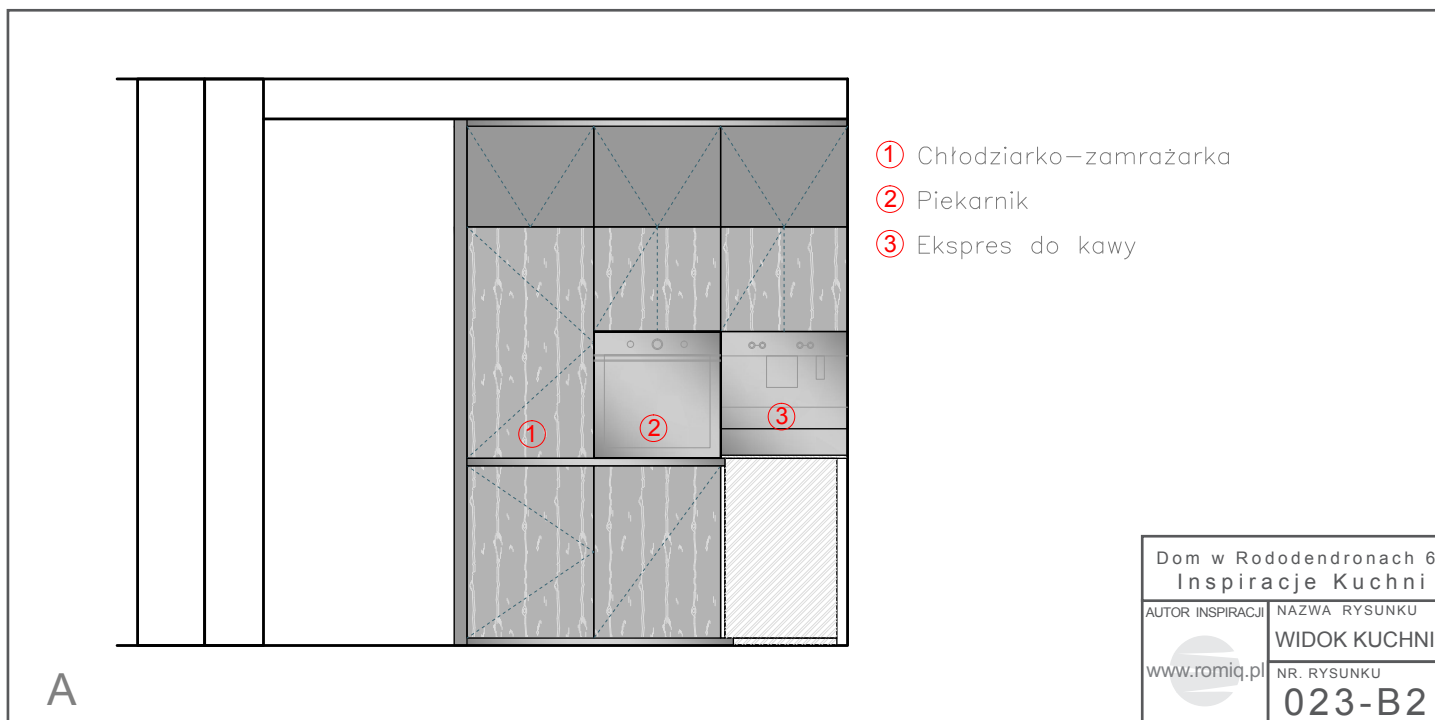 1 Chłodziarko-zamrażarka
2 Piekarnik
3 Ekspres do kawy
1
2
3
A
Dom w Rododendronach 6
Inspiracje Kuchni
AUTOR INSPIRACJI
www.romiq.pl
NAZWA RYSUNKU
WIDOK KUCHNI
NR. RYSUNKU
023-B2